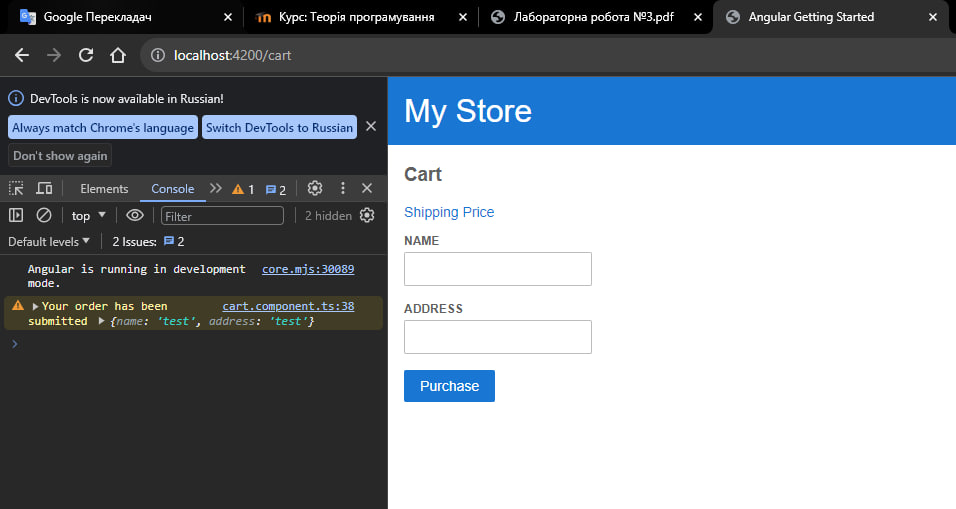 Google Перекладач
Курс: Теорія програмування
Лабораторна робота №3.pdf
Angular Getting Started
localhost:4200/cart
DevTools is now available in Russian!
Always match Chrome's language
Switch DevTools to Russian
Don't show again
Elements
Console
1
2
top
Filter
2 hidden
Default levels
2 Issues:
2
Angular is running in development
core.mjs:30089
mode.
Your order has been
cart.component.ts:38
submitted
{name: 'test', address: 'test'}
My Store
Cart
Shipping Price
NAME
ADDRESS
Purchase